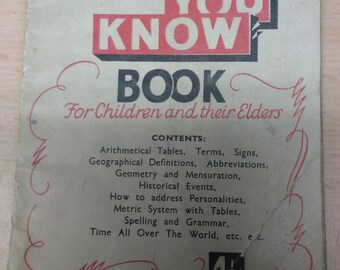 YOU
KNOW
BOOK
For Children and their Elders
CONTENTS:
Arithmetical Tables, Terms, Signs,
Geographical Definitions, Abbreviations,
Geometry and Mensuration,
Historical Events,
How to address Personalities,
Metric System with Tables,
Spelling and Grammar,
Time All Over The World, etc. etc.